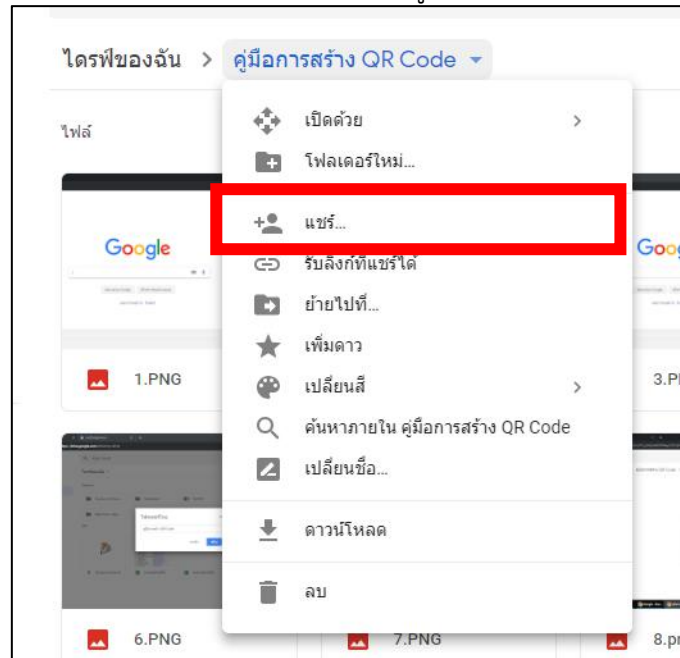 ไดรฟ์ของฉัน > คู่มือการสร้าง QR Code
ไฟล์
เปิดด้วย
โฟลเดอร์ใหม่...
แชร์...
รับลิงก์ที่แชร์ได้
ย้ายไปที่...
เพิ่มดาว
เปลี่ยนสี
ค้นหาภายใน คู่มือการสร้าง QR Code
เปลี่ยนชื่อ...
ดาวน์โหลด
ลบ
Google
1.PNG
6.PNG
7.PNG